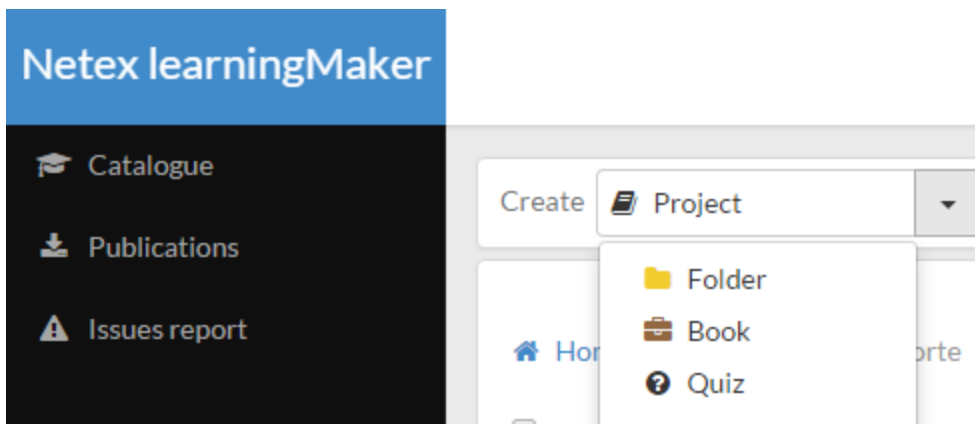 Netex learningMaker
Catalogue
Publications
Issues report
Create Project
Folder
Book
Quiz